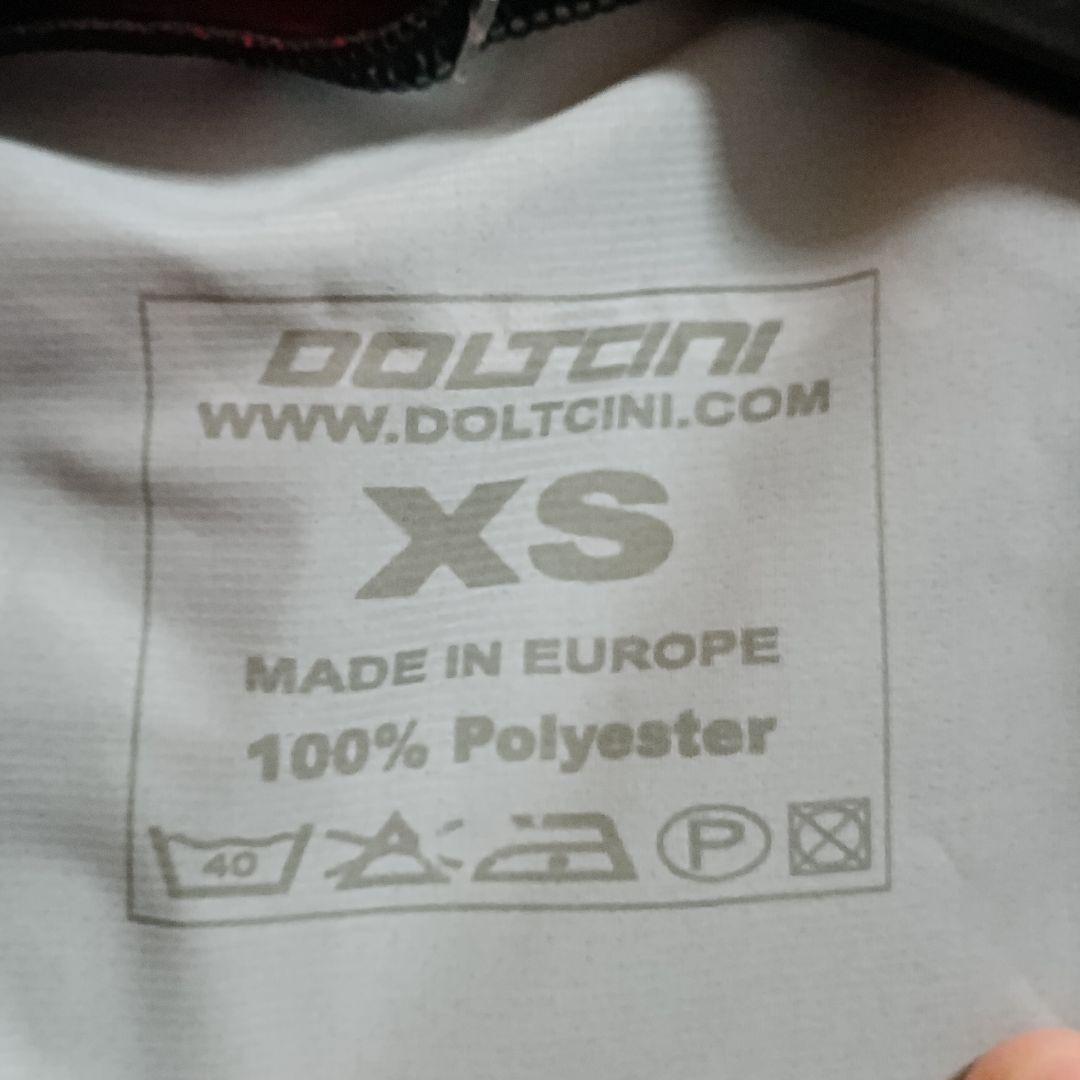 DOLTCINI
WWW.DOLTCINI.COM
XS
MADE IN EUROPE
100% Polyester
40 P